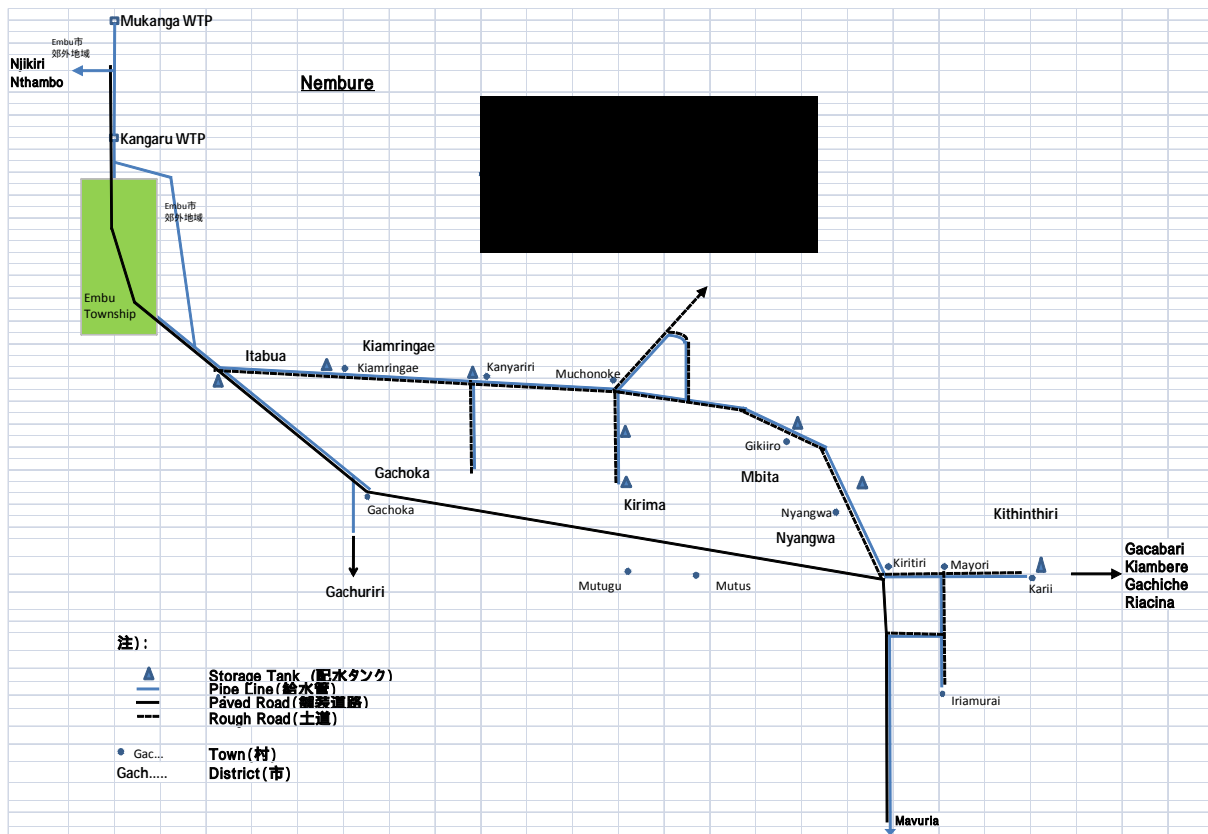 Mukanga WTP
Embu市
郊外地域
Njikiri
Nthambo
Nembure
Kangaru WTP
Embu市
郊外地域
Embu
Township
Itabua
Kiamringae
Kiamringae
Kanyariri
Muchonoke
Gikiiro
Mbita
Gachoka
Gachoka
Kirima
Nyangwa
Nyangwa
Kithinthiri
Gachuriri
Mutugu
Mutus
Kiritiri
Mayori
Karii
Gacabari
Kiambere
Gachiche
Riacina
Iriamurai
Mavuria
注）:
Storage Tank (配水タンク)
Pipe Line(給水管)
Paved Road(舗装道路)
Rough Road(土道)
Gac...
Town(村)
Gach.....
District(市)